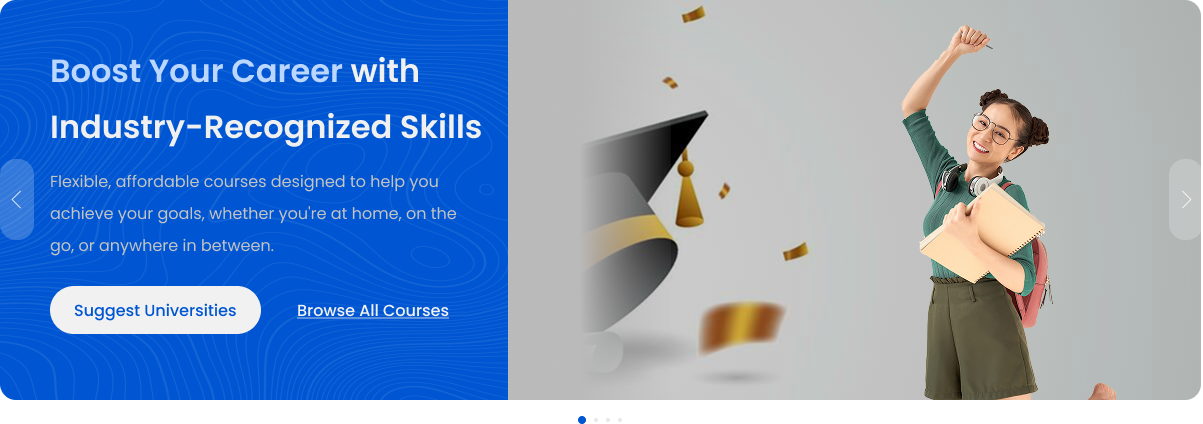 Boost Your Career with
Industry-Recognized Skills
Flexible, affordable courses designed to help you
achieve your goals, whether you're at home, on the
go, or anywhere in between.
Suggest Universities
Browse All Courses